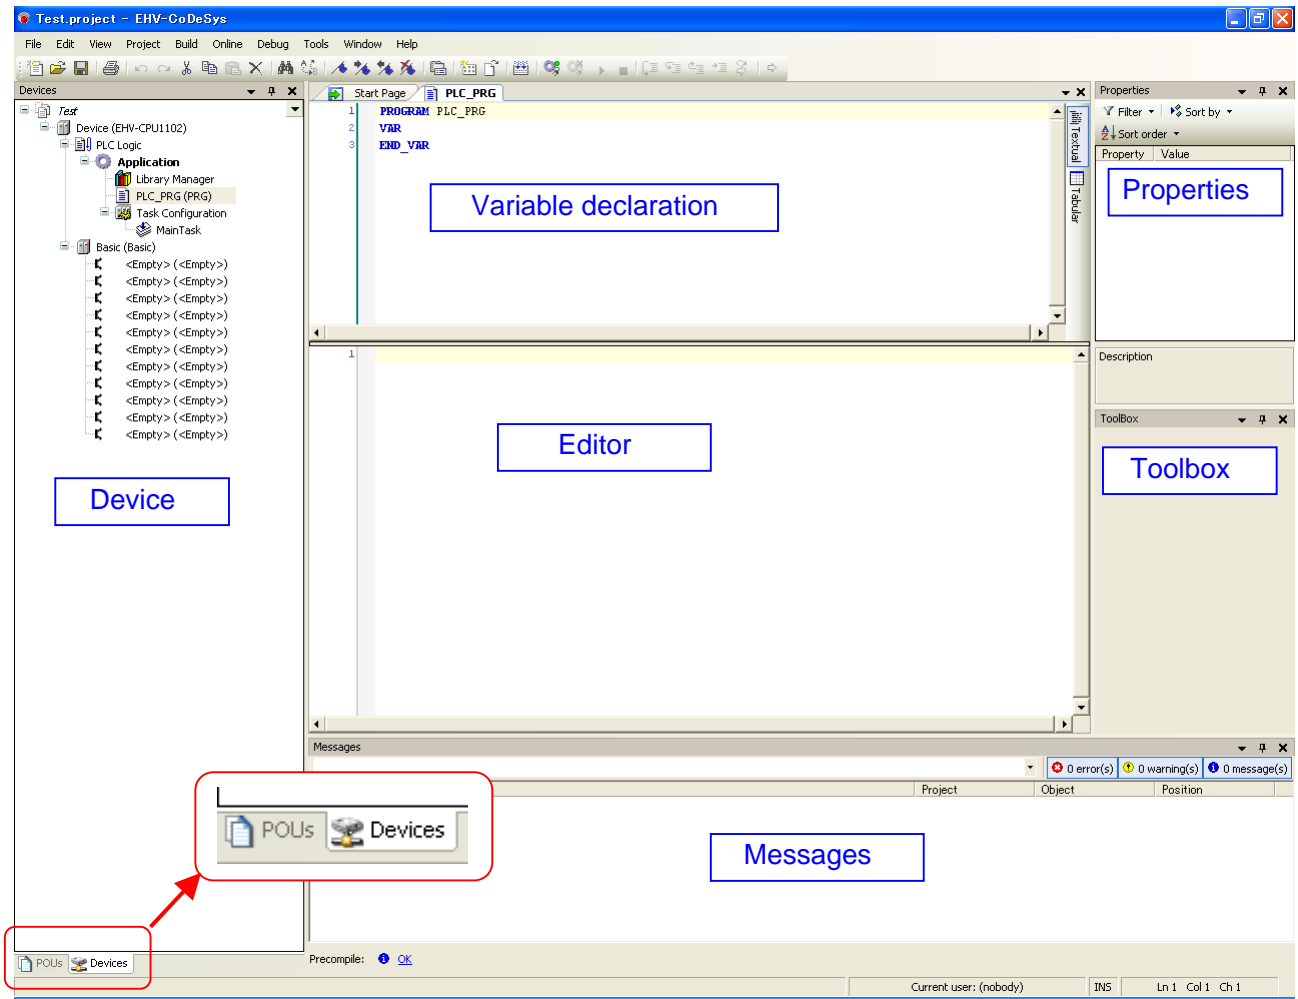 Test.project - EHV-CoDeSys
File Edit View Project Build Online Debug Tools Window Help
Devices
Test
Device (EHV-CPU1102)
PLC Logic
Application
Library Manager
PLC_PRG (PRG)
Task Configuration
MainTask
Basic (Basic)
<Empty> (<Empty>)
<Empty> (<Empty>)
<Empty> (<Empty>)
<Empty> (<Empty>)
<Empty> (<Empty>)
<Empty> (<Empty>)
<Empty> (<Empty>)
<Empty> (<Empty>)
<Empty> (<Empty>)
<Empty> (<Empty>)
<Empty> (<Empty>)
Device
POUs Devices
POUs Devices
Start Page PLC_PRG
1 PROGRAM PLC_PRG
2 VAR
3 END_VAR
Variable declaration
Textual
Tabular
1
Editor
Properties
Filter Sort by
Sort order
Property Value
Properties
Description
ToolBox
Toolbox
Messages
0 error(s) 0 warning(s) 0 message(s)
Project Object Position
Messages
Precompile: OK
Current user: (nobody) INS Ln 1 Col 1 Ch 1